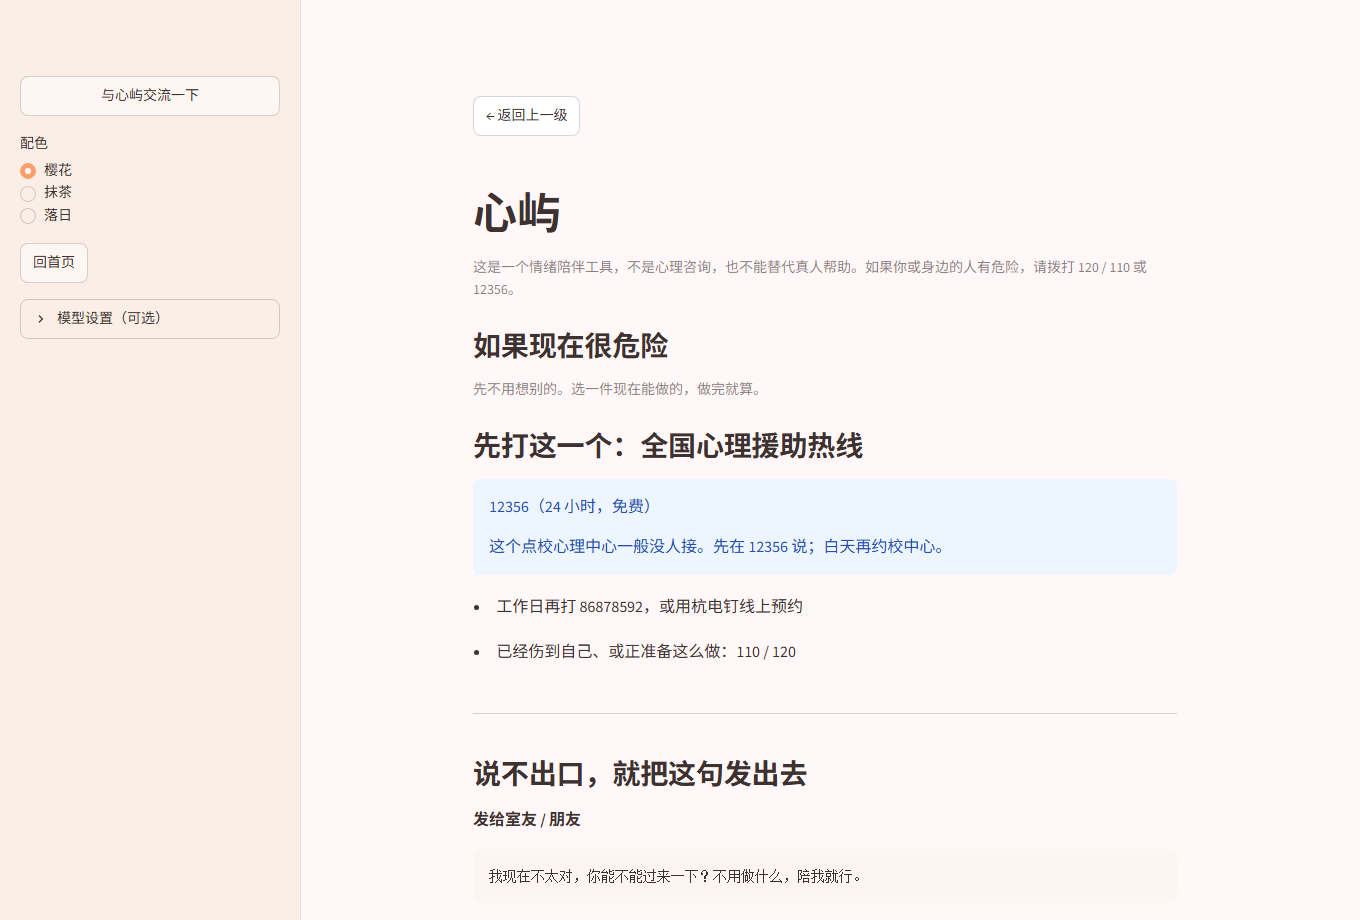 与心屿交流一下
配色
樱花
抹茶
落日
回首页
模型设置（可选）
←返回上一级
心屿
这是一个情绪陪伴工具，不是心理咨询，也不能替代真人帮助。如果你或身边的人有危险，请拨打 120 / 110 或
12356。
如果现在很危险
先不用想别的。选一件现在能做的，做完就算。
先打这一个：全国心理援助热线
12356（24 小时，免费）
这个点校心理中心一般没人接。先在 12356 说；白天再约校中心。
• 工作日再打 86878592，或用杭电钉线上预约
• 已经伤到自己、或正准备这么做：110 / 120
说不出口，就把这句发出去
发给室友 / 朋友
我现在不太对，你能不能过来一下？不用做什么，陪我就行。